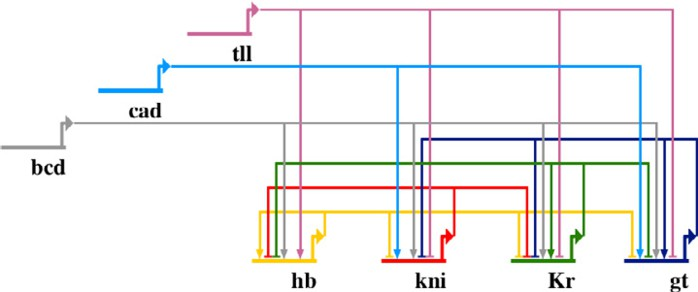 tll
cad
bcd
hb kni Kr gt